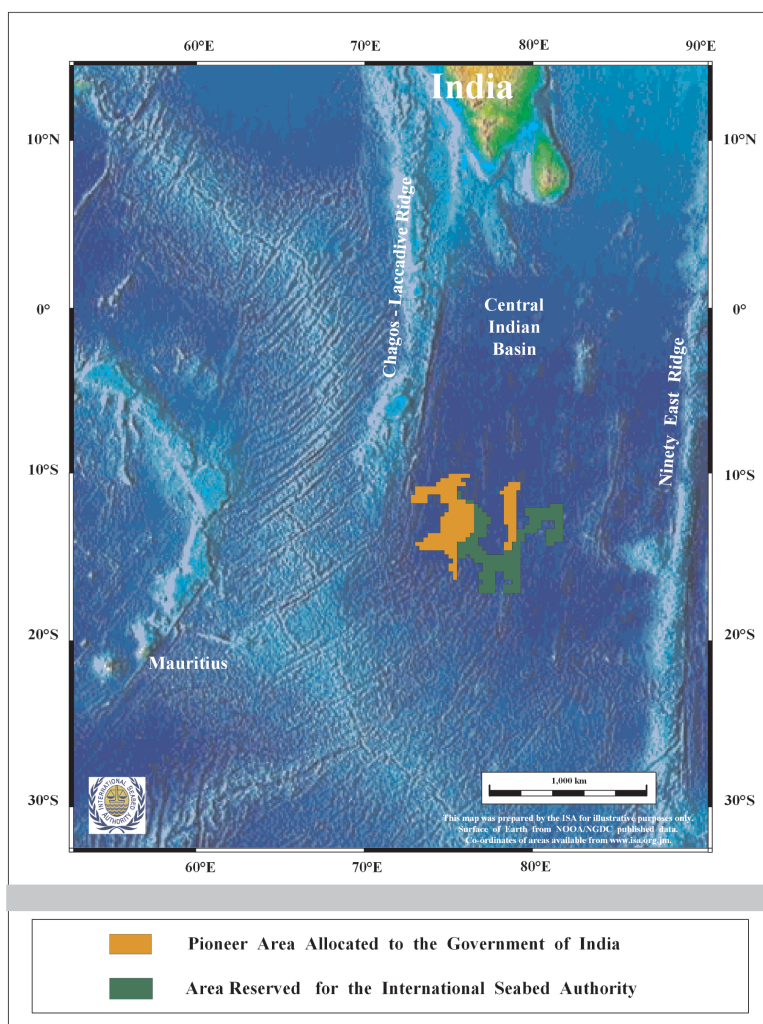 60°E 70°E 80°E 90°E
India
10°N 10°N
Chagos - Laccadive Ridge
0° 0°
Central
Indian
Basin
Ninety East Ridge
10°S 10°S
20°S 20°S
Mauritius
1,000 km
INTERNATIONAL SEABED
AUTHORITY
30°S 30°S
This map was prepared by the ISA for illustrative purposes only.
Surface of Earth from NOOA/NGDC published data.
Co-ordinates of areas available from www.isa.org.jm.
60°E 70°E 80°E
Pioneer Area Allocated to the Government of India
Area Reserved for the International Seabed Authority